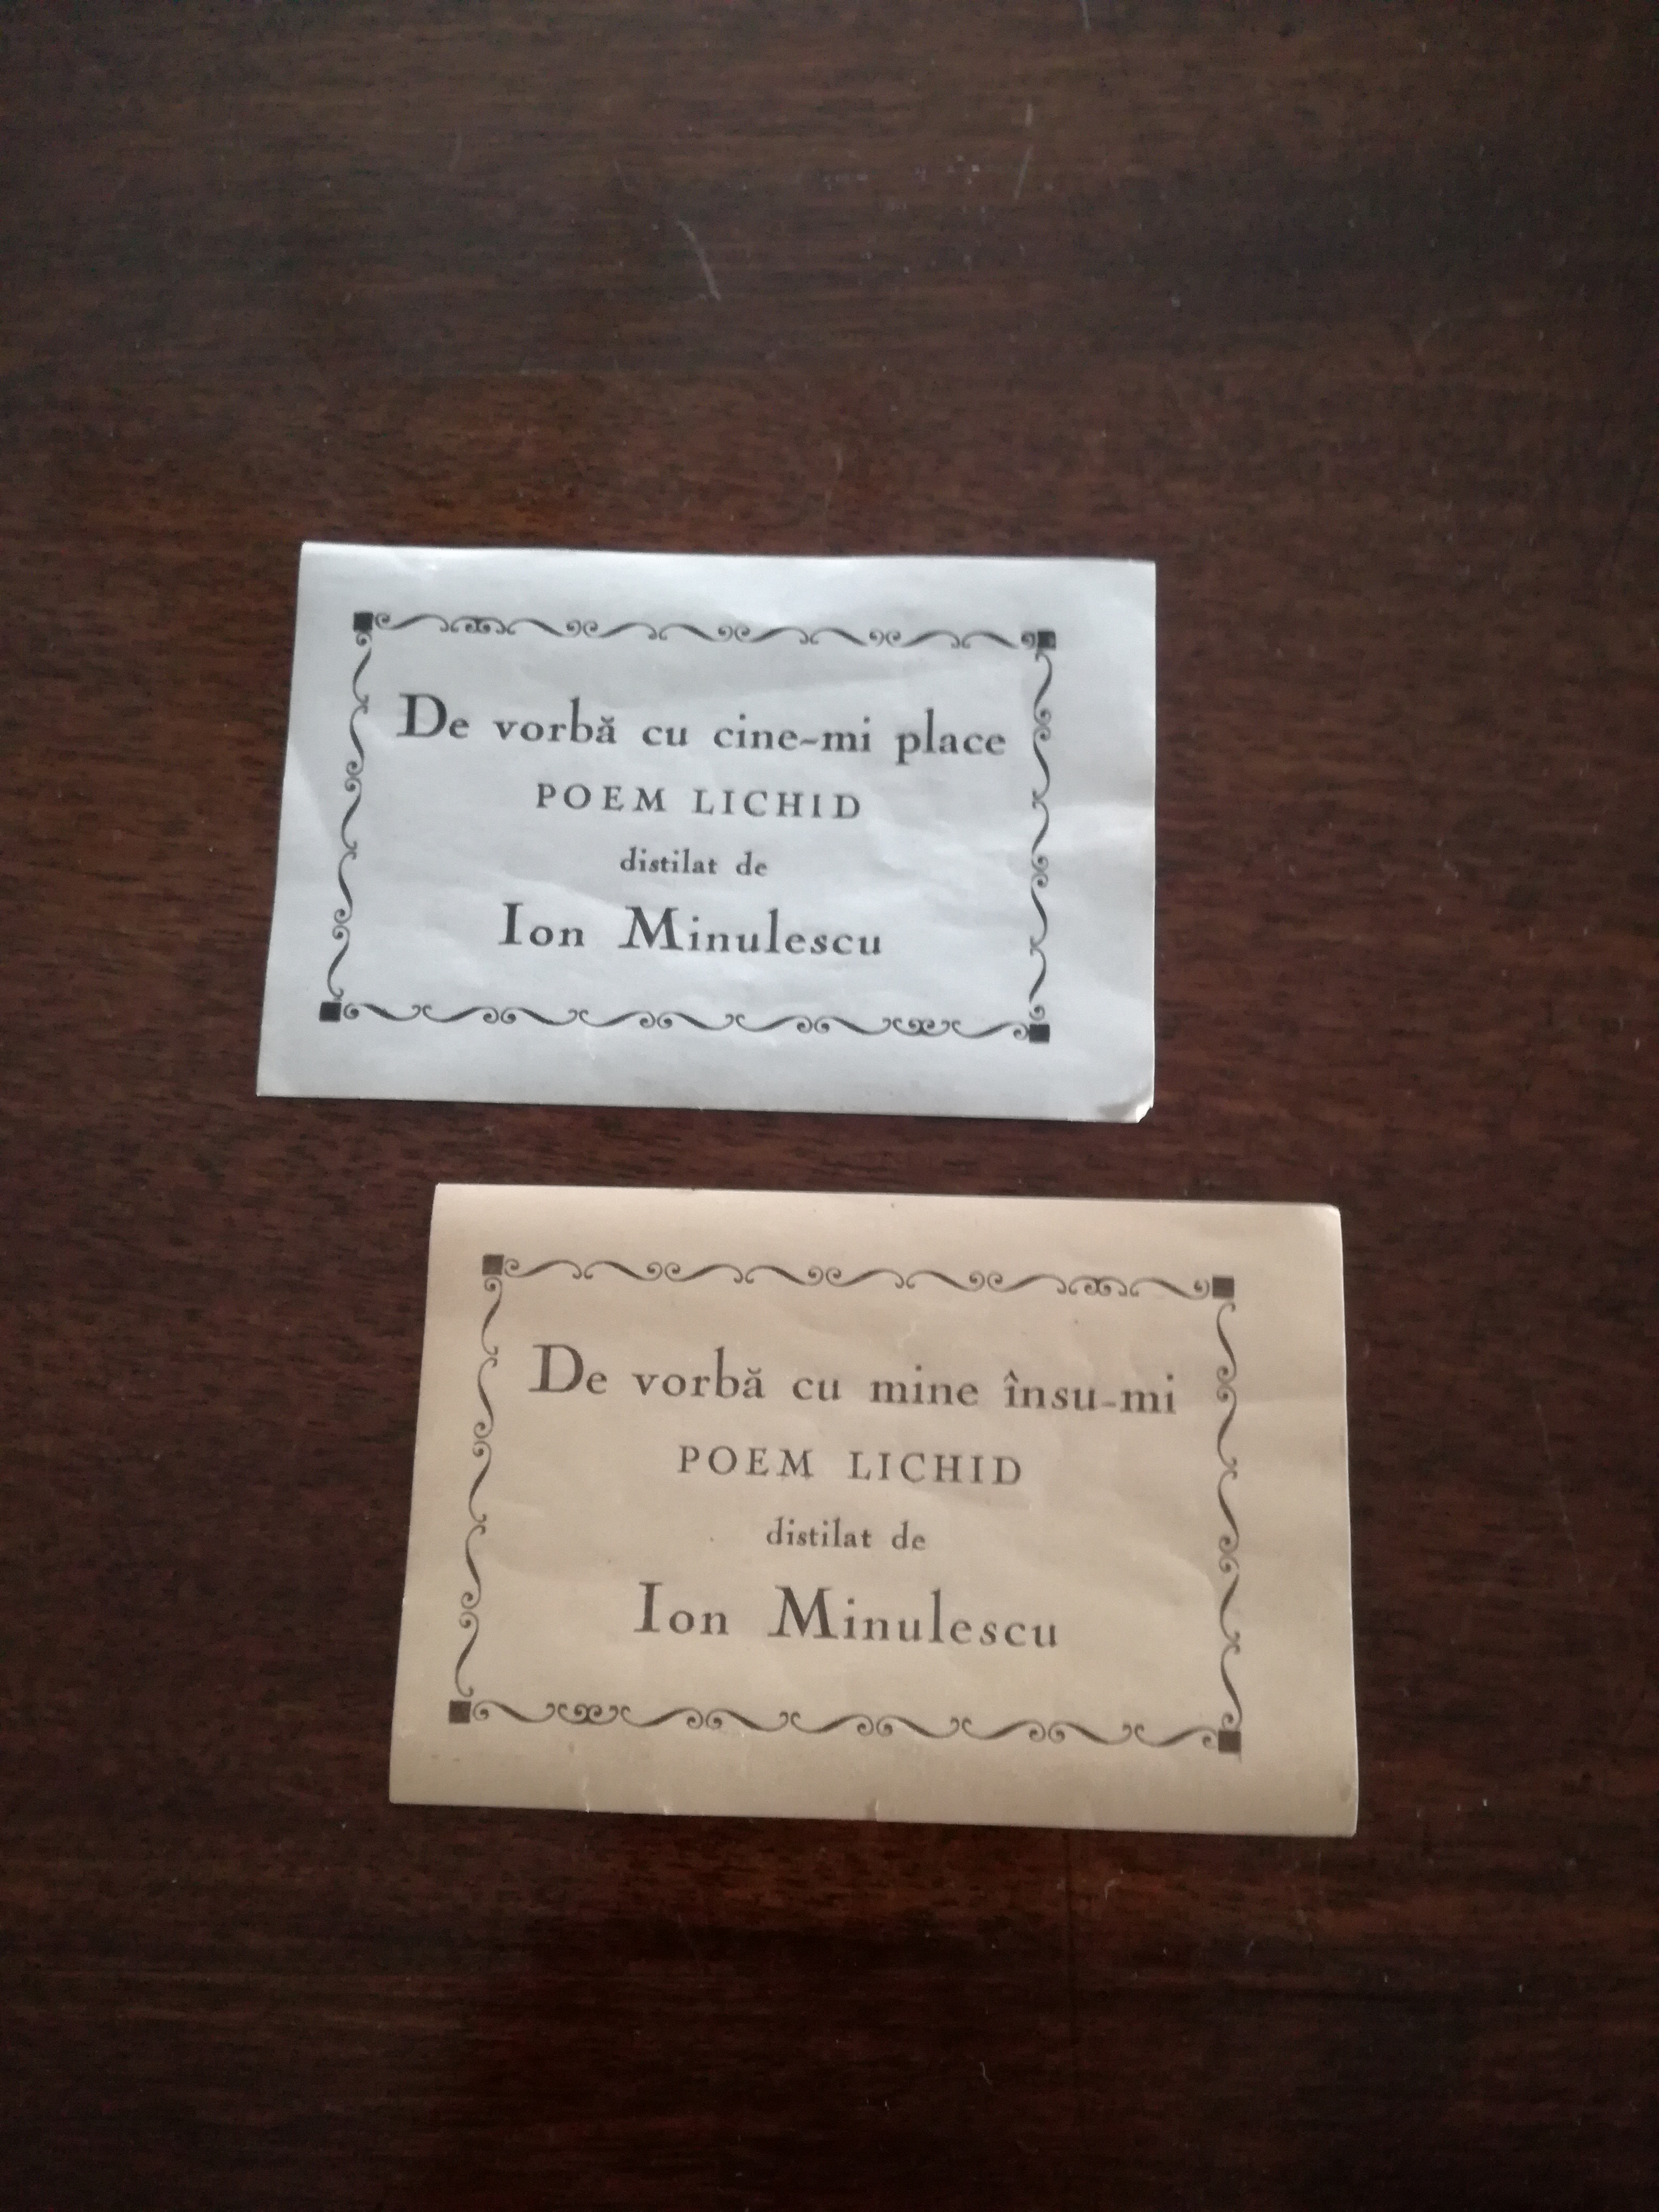 De vorbă cu cine-mi place
POEM LICHID
distilat de
Ion Minulescu
De vorbă cu mine însu-mi
POEM LICHID
distilat de
Ion Minulescu